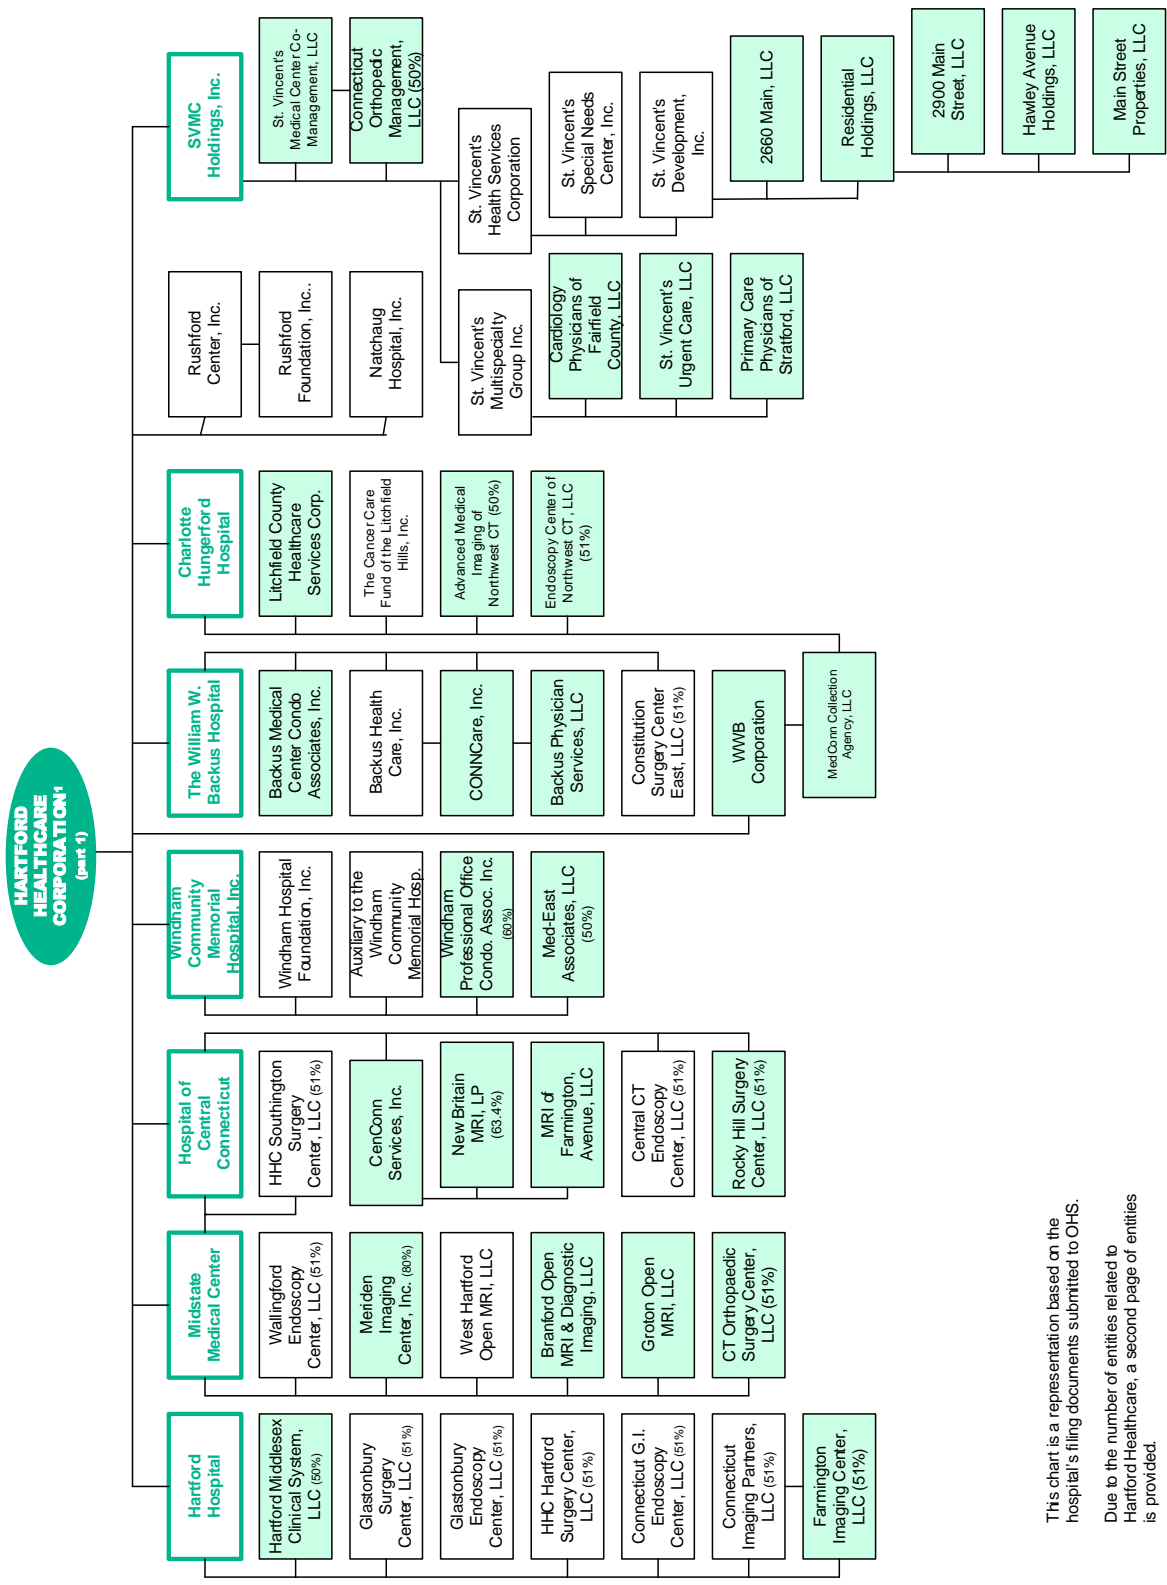 HARTFORD
HEALTHCARE
CORPORATION¹
(part 1)
Hartford
Hospital
Hartford Middlesex
Clinical System,
LLC (50%)
Glastonbury
Surgery
Center, LLC (51%)
Glastonbury
Endoscopy
Center, LLC (51%)
HHC Hartford
Surgery Center,
LLC (51%)
Connecticut G.I.
Endoscopy
Center, LLC (51%)
Connecticut
Imaging Partners,
LLC (51%)
Farmington
Imaging Center,
LLC (51%)
Midstate
Medical Center
Wallingford
Endoscopy
Center, LLC (51%)
Meriden
Imaging
Center, Inc. (80%)
West Hartford
Open MRI, LLC
Branford Open
MRI & Diagnostic
Imaging, LLC
Groton Open
MRI, LLC
CT Orthopaedic
Surgery Center,
LLC (51%)
Hospital of
Central
Connecticut
HHC Southington
Surgery
Center, LLC (51%)
CenConn
Services, Inc.
New Britain
MRI, LP
(63.4%)
MRI of
Farmington,
Avenue, LLC
Central CT
Endoscopy
Center, LLC (51%)
Rocky Hill Surgery
Center, LLC (51%)
Windham
Community
Memorial
Hospital, Inc.
Windham Hospital
Foundation, Inc.
Auxiliary to the
Windham
Community
Memorial Hosp.
Windham
Professional Office
Condo. Assoc. Inc.
(60%)
Med-East
Associates, LLC
(50%)
The William W.
Backus Hospital
Backus Medical
Center Condo
Associates, Inc.
Backus Health
Care, Inc.
CONNCare, Inc.
Backus Physician
Services, LLC
Constitution
Surgery Center
East, LLC (51%)
WWB
Corporation
MedConn Collection
Agency, LLC
Charlotte
Hungerford
Hospital
Litchfield County
Healthcare
Services Corp.
The Cancer Care
Fund of the Litchfield
Hills, Inc.
Advanced Medical
Imaging of
Northwest CT (50%)
Endoscopy Center of
Northwest CT, LLC
(51%)
Rushford
Center, Inc.
Rushford
Foundation, Inc..
Natchaug
Hospital, Inc.
SVMC
Holdings, Inc.
St. Vincent's
Medical Center Co-
Management, LLC
Connecticut
Orthopedic
Management,
LLC (50%)
St. Vincent's
Multispecialty
Group Inc.
Cardiology
Physicians of
Fairfield
County, LLC
St. Vincent's
Urgent Care, LLC
Primary Care
Physicians of
Stratford, LLC
St. Vincent's
Health Services
Corporation
St. Vincent's
Special Needs
Center, Inc.
St. Vincent's
Development,
Inc.
2660 Main, LLC
Residential
Holdings, LLC
2900 Main
Street, LLC
Hawley Avenue
Holdings, LLC
Main Street
Properties, LLC
This chart is a representation based on the
hospital's filing documents submitted to OHS.
Due to the number of entities related to
Hartford Healthcare, a second page of entities
is provided.